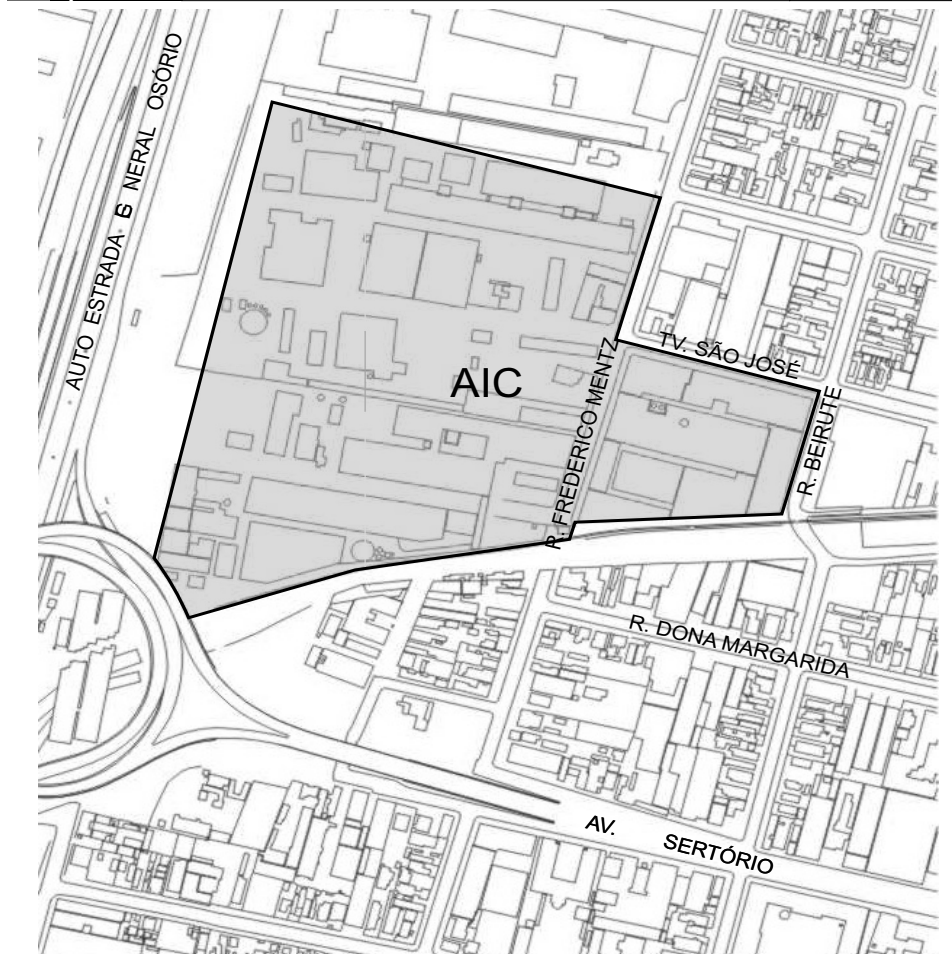 AUTO ESTRADA G NERAL OSÓRIO
TV. SÃO JOSÉ
AIC
R. FREDERICO MENTZ
R. BEIRUTE
R. DONA MARGARIDA
AV. SERTÓRIO